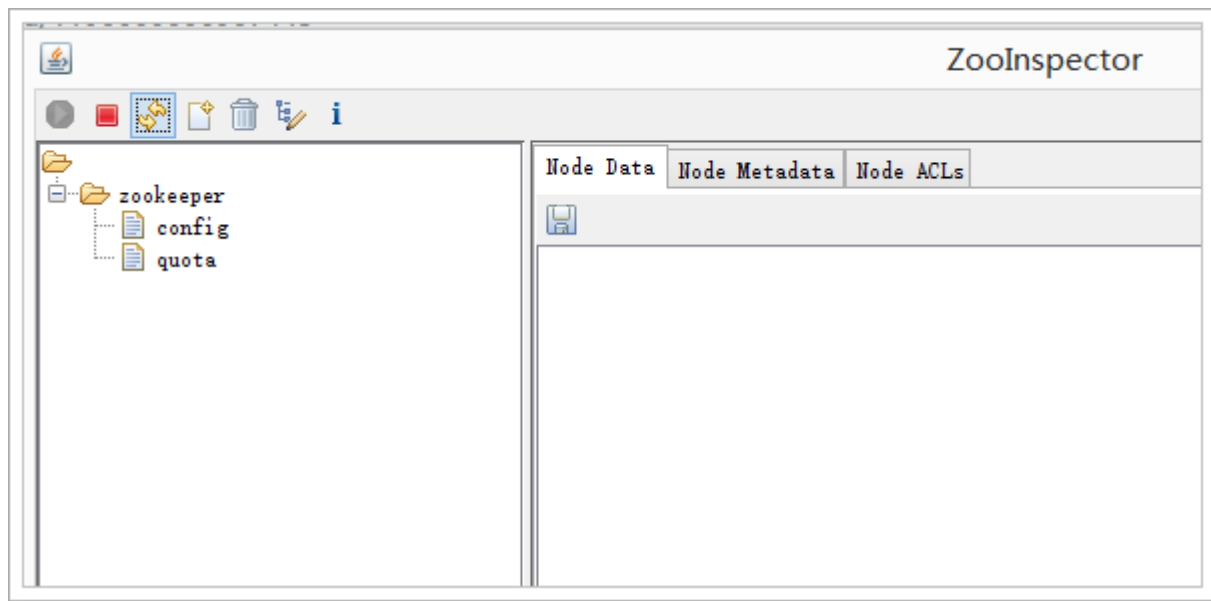 ZooInspector
i
Node Data Node Metadata Node ACLs
zookeeper
config
quota